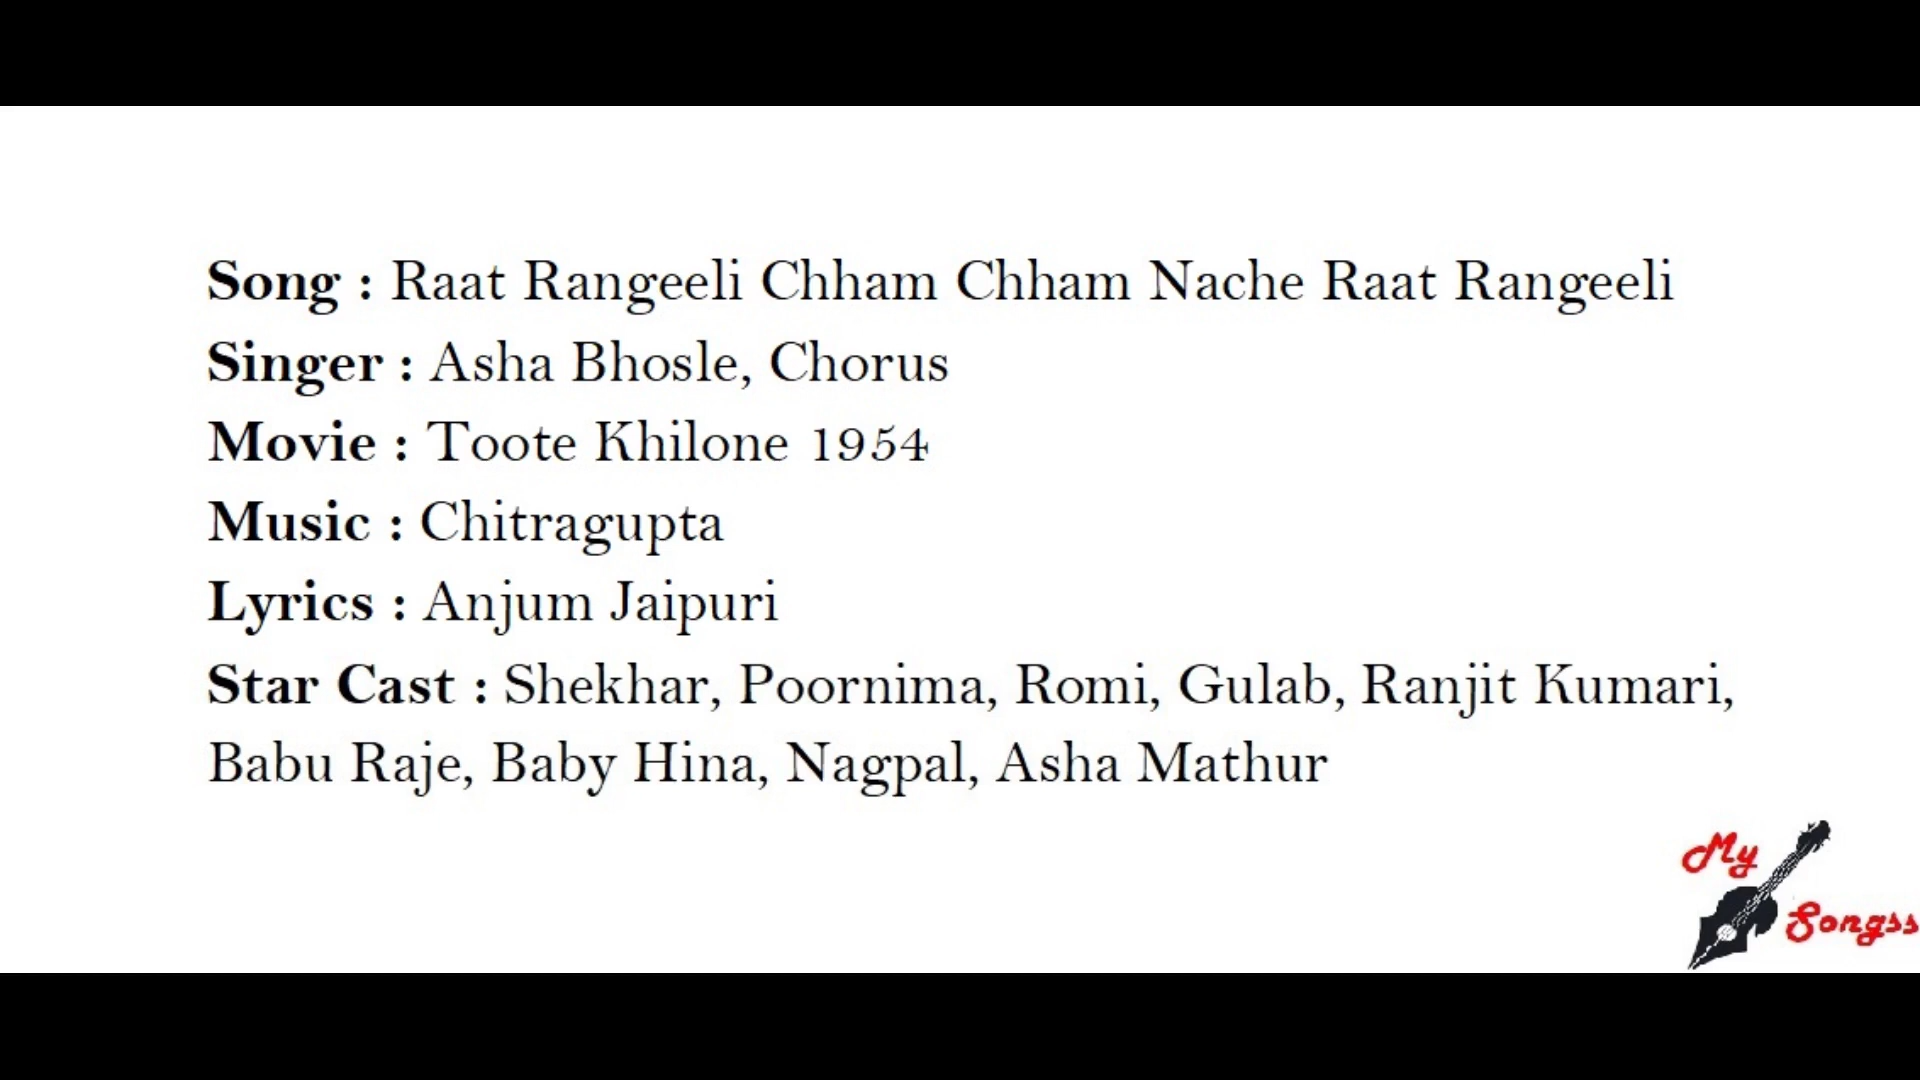 Song : Raat Rangeeli Chham Chham Nache Raat Rangeeli
Singer : Asha Bhosle, Chorus
Movie : Toote Khilone 1954
Music : Chitragupta
Lyrics : Anjum Jaipuri
Star Cast : Shekhar, Poornima, Romi, Gulab, Ranjit Kumari,
Babu Raje, Baby Hina, Nagpal, Asha Mathur
My
Songss